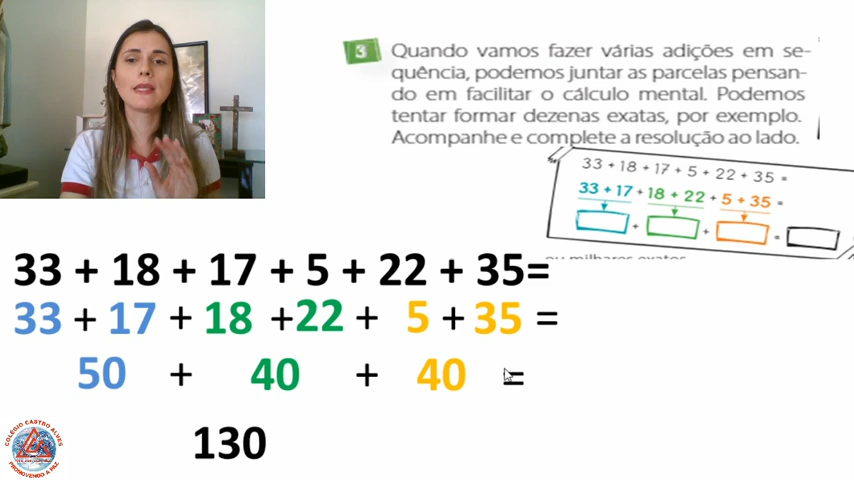 3
Quando vamos fazer várias adições em se-
quência, podemos juntar as parcelas pensan-
do em facilitar o cálculo mental. Podemos
tentar formar dezenas exatas, por exemplo.
Acompanhe e complete a resolução ao lado.
33 + 18 + 17 + 5 + 22 + 35 =
33 + 17 + 18 + 22 + 5 + 35 =
+ + =
33 + 18 + 17 + 5 + 22 + 35=
33 + 17 + 18 +22 + 5 + 35 =
50 + 40 + 40 =
130
COLÉGIO CASTRO ALVES
PROMOVENDO A PAZ